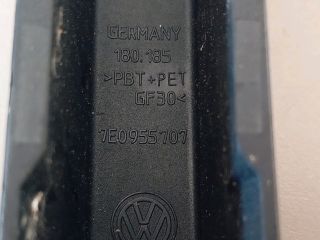 GERMANY
180.185
>PBT+PET
GF30<
7E0955707